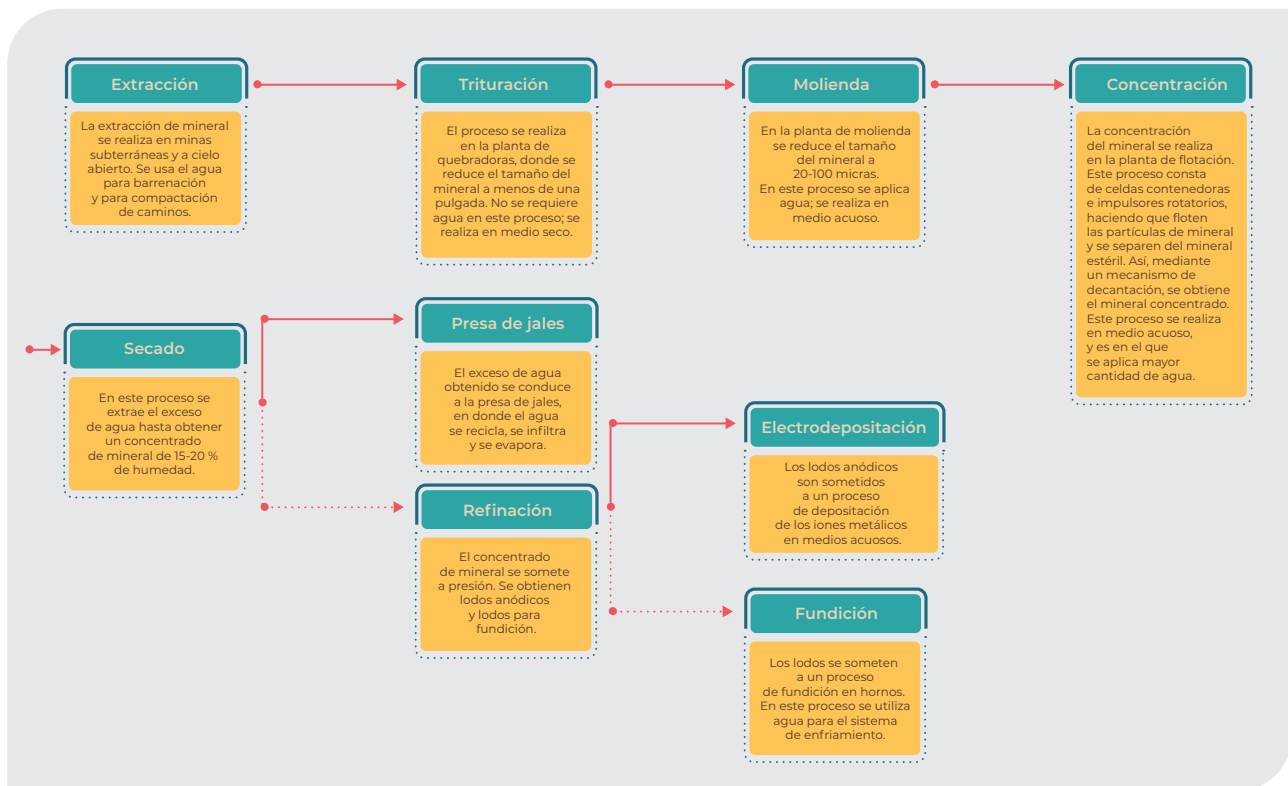 Extracción
La extracción de mineral
se realiza en minas
subterráneas y a cielo
abierto. Se usa el agua
para barrenación
y para compactación
de caminos.
Trituración
El proceso se realiza
en la planta de
quebradoras, donde se
reduce el tamaño del
mineral a menos de una
pulgada. No se requiere
agua en este proceso; se
realiza en medio seco.
Molienda
En la planta de molienda
se reduce el tamaño
del mineral a
20-100 micras.
En este proceso se aplica
agua; se realiza en
medio acuoso.
Concentración
La concentración
del mineral se realiza
en la planta de flotación.
Este proceso consta
de celdas contenedoras
e impulsores rotatorios,
haciendo que floten
las partículas de mineral
y se separen del mineral
estéril. Así, mediante
un mecanismo de
decantación, se obtiene
el mineral concentrado.
Este proceso se realiza
en medio acuoso,
y es en el que
se aplica mayor
cantidad de agua.
Secado
En este proceso se
extrae el exceso
de agua hasta obtener
un concentrado
de mineral de 15-20 %
de humedad.
Presa de jales
El exceso de agua
obtenido se conduce
a la presa de jales,
en donde el agua
se recicla, se infiltra
y se evapora.
Refinación
El concentrado
de mineral se somete
a presión. Se obtienen
lodos anódicos
y lodos para
fundición.
Electrodepositación
Los lodos anódicos
son sometidos
a un proceso
de depositación
de los iones metálicos
en medios acuosos.
Fundición
Los lodos se someten
a un proceso
de fundición en hornos.
En este proceso se utiliza
agua para el sistema
de enfriamiento.